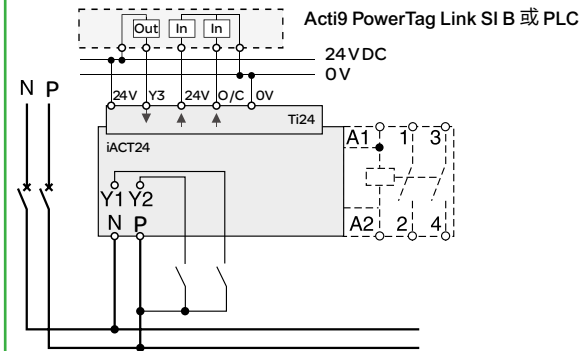 Out In In
Acti9 PowerTag Link SI B 或 PLC
24VDC
0V
N P
24V Y3 24V O/C 0V
Ti24
iACT24
A1 1 3
Y1 Y2
N P
A2 2 4